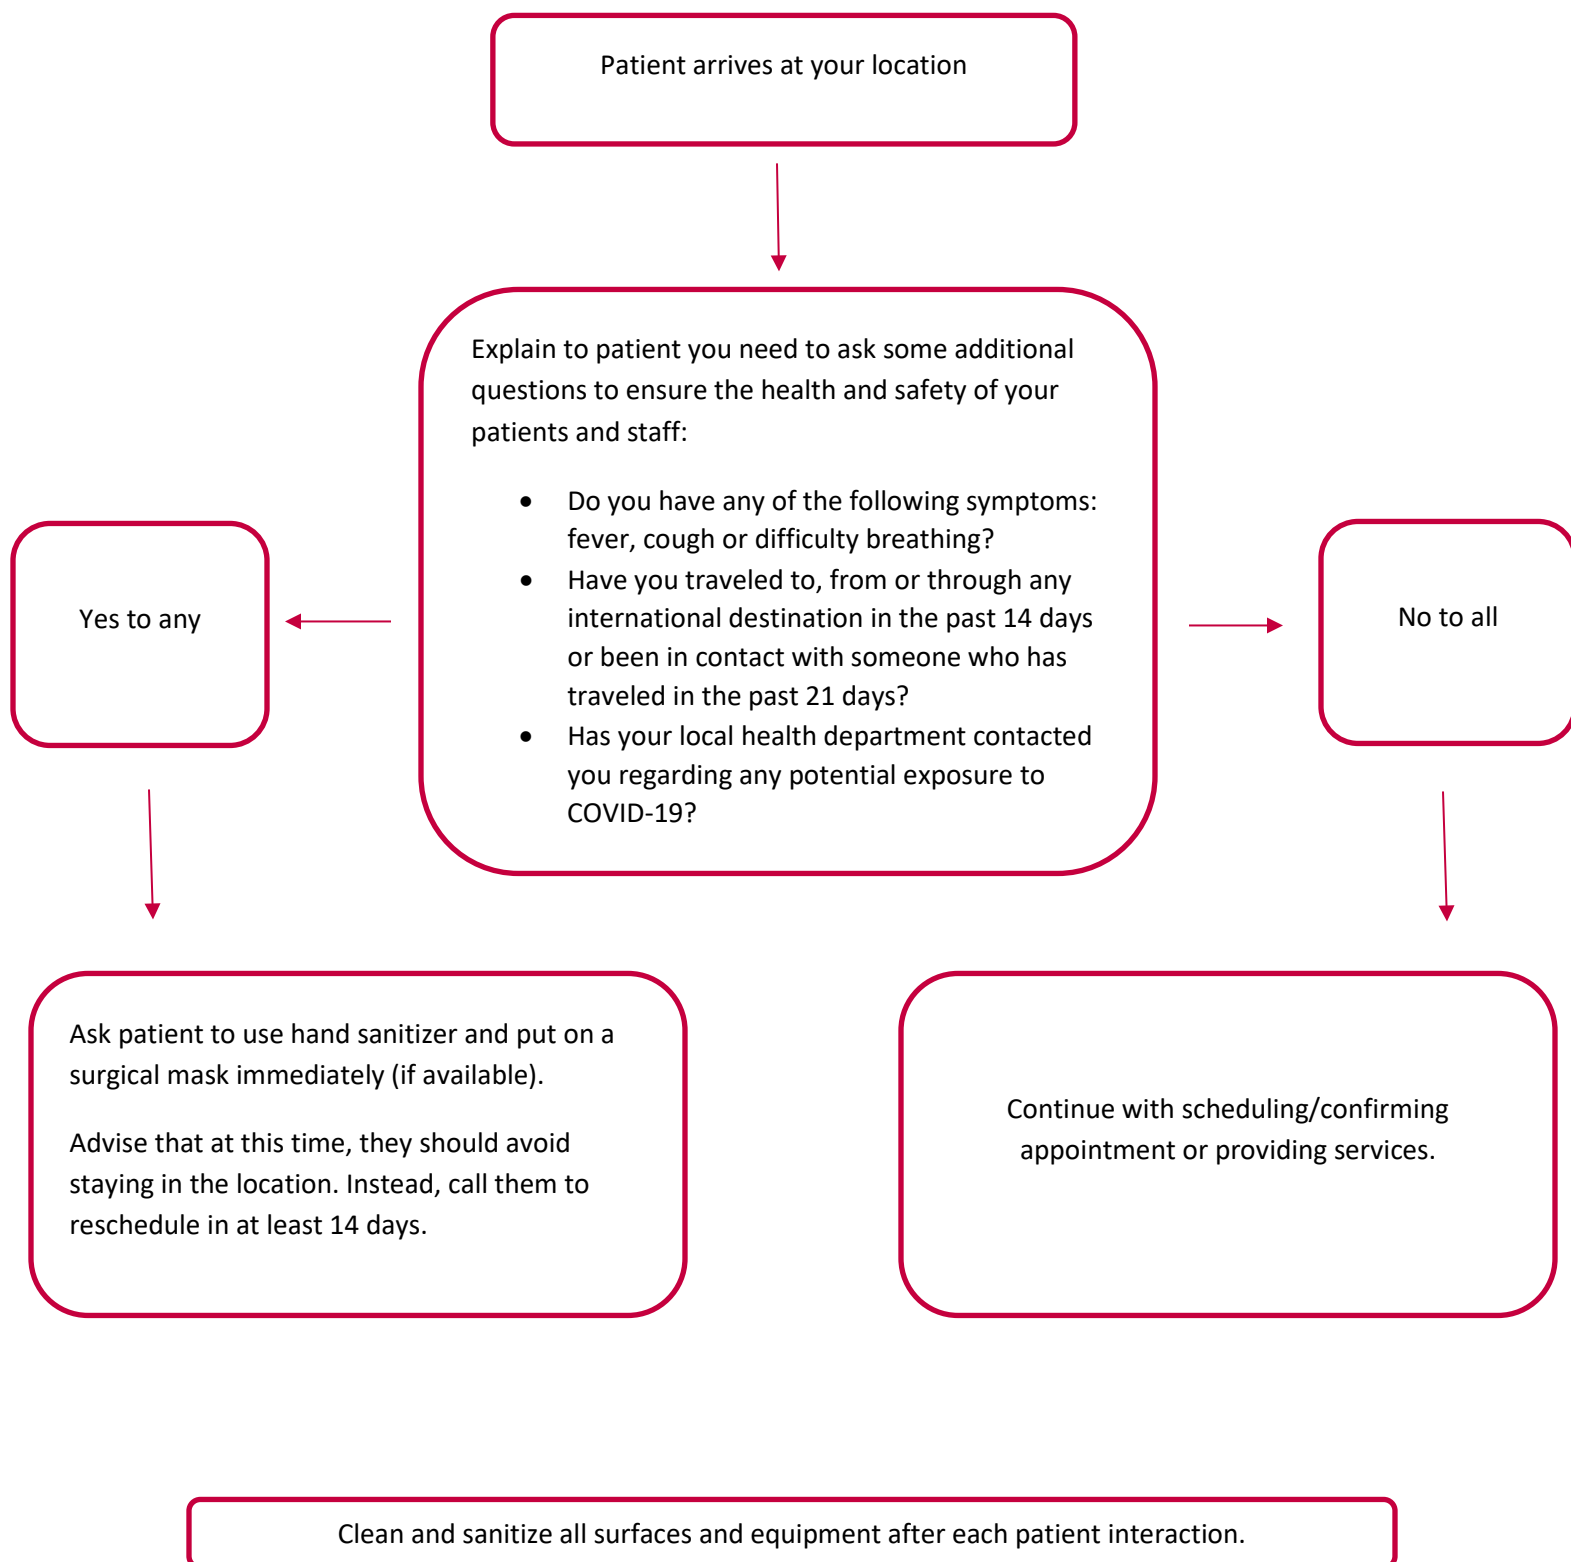 Patient arrives at your location
Explain to patient you need to ask some additional
questions to ensure the health and safety of your
patients and staff:
• Do you have any of the following symptoms:
fever, cough or difficulty breathing?
• Have you traveled to, from or through any
international destination in the past 14 days
or been in contact with someone who has
traveled in the past 21 days?
• Has your local health department contacted
you regarding any potential exposure to
COVID-19?
Yes to any
No to all
Ask patient to use hand sanitizer and put on a
surgical mask immediately (if available).
Advise that at this time, they should avoid
staying in the location. Instead, call them to
reschedule in at least 14 days.
Continue with scheduling/confirming
appointment or providing services.
Clean and sanitize all surfaces and equipment after each patient interaction.